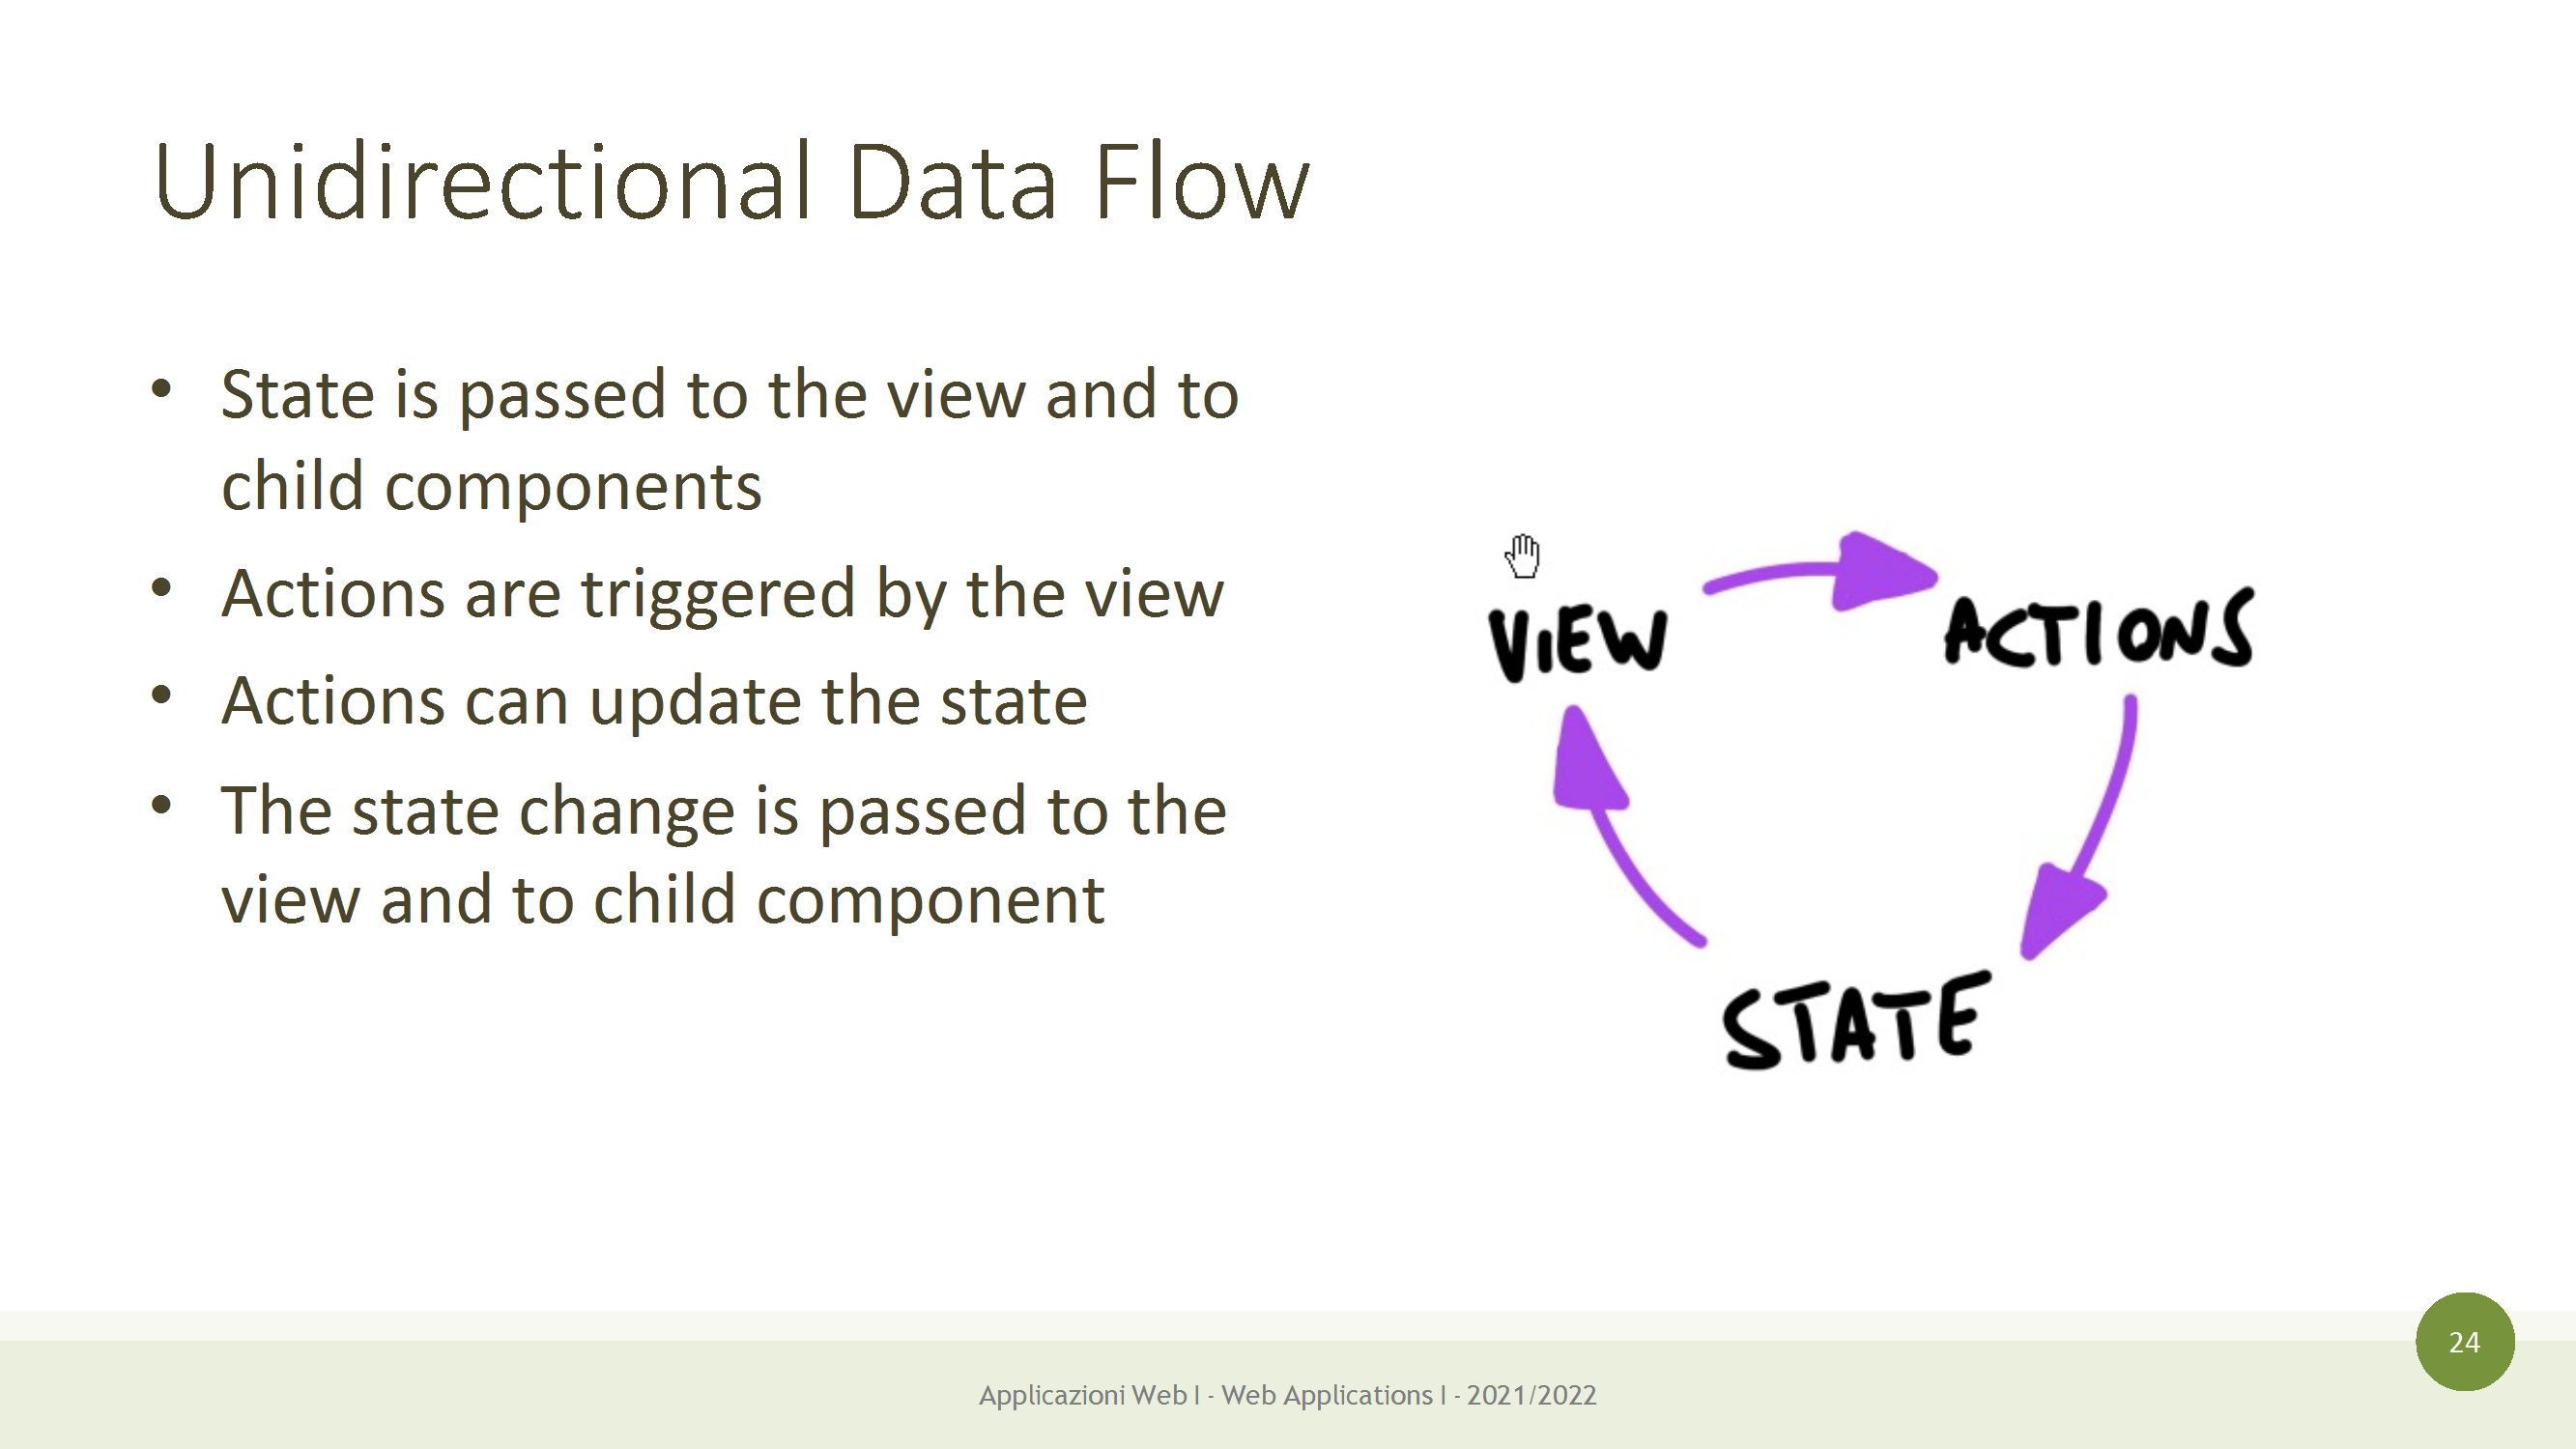 Unidirectional Data Flow
• State is passed to the view and to
child components
• Actions are triggered by the view
• Actions can update the state
• The state change is passed to the
view and to child component
VIEW
ACTIONS
STATE
24
Applicazioni Web I - Web Applications I - 2021/2022